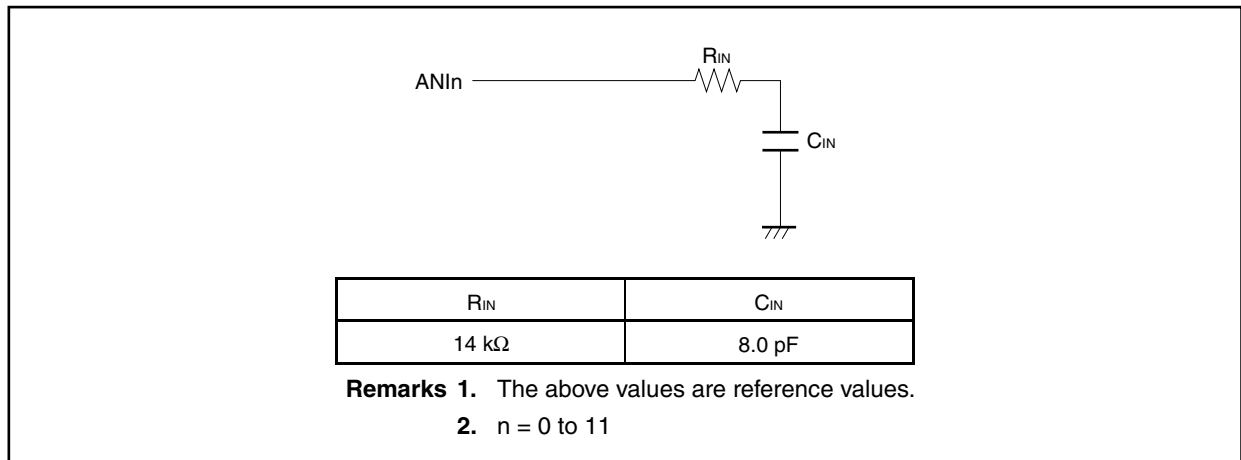 RIN
ANIn
CIN
RIN CIN
14 kΩ 8.0 pF
Remarks 1. The above values are reference values.
2. n = 0 to 11